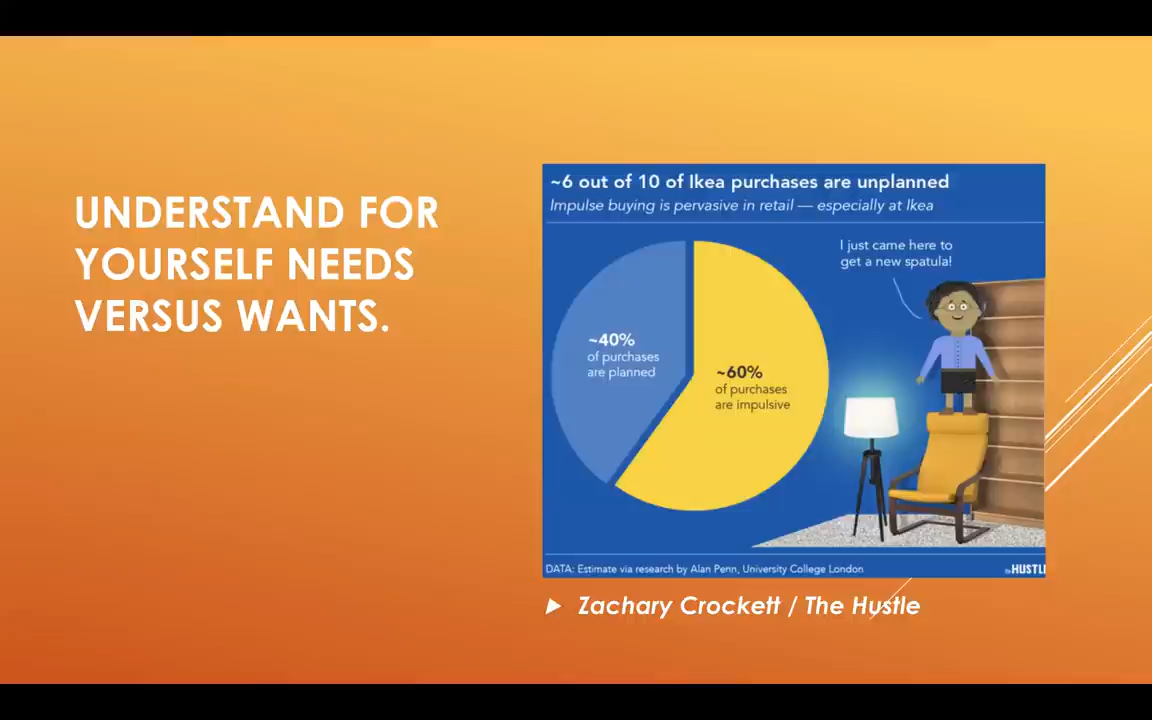 UNDERSTAND FOR
YOURSELF NEEDS
VERSUS WANTS.
~6 out of 10 of Ikea purchases are unplanned
Impulse buying is pervasive in retail — especially at Ikea
I just came here to
get a new spatula!
~40%
of purchases
are planned
~60%
of purchases
are impulsive
DATA: Estimate via research by Alan Penn, University College London
the HUSTL
Zachary Crockett / The Hustle